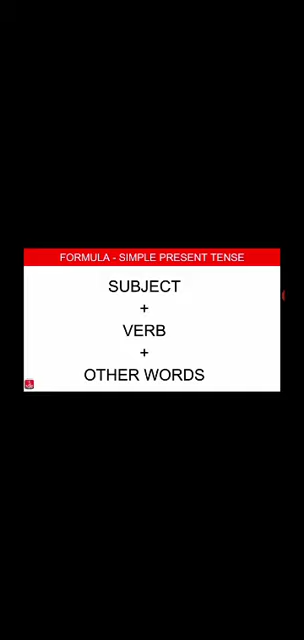 FORMULA - SIMPLE PRESENT TENSE
SUBJECT
+
VERB
+
OTHER WORDS